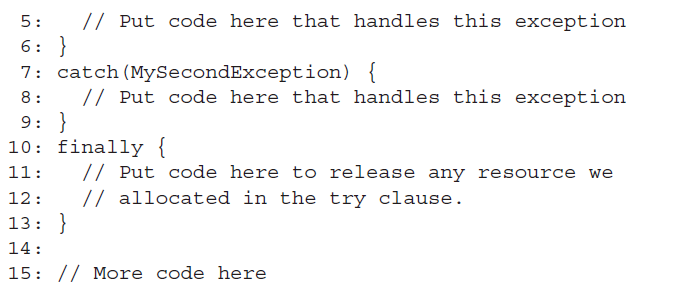 5:   // Put code here that handles this exception
6: }
7: catch(MySecondException) {
8:   // Put code here that handles this exception
9: }
10: finally {
11:   // Put code here to release any resource we
12:   // allocated in the try clause.
13: }
14:
15: // More code here